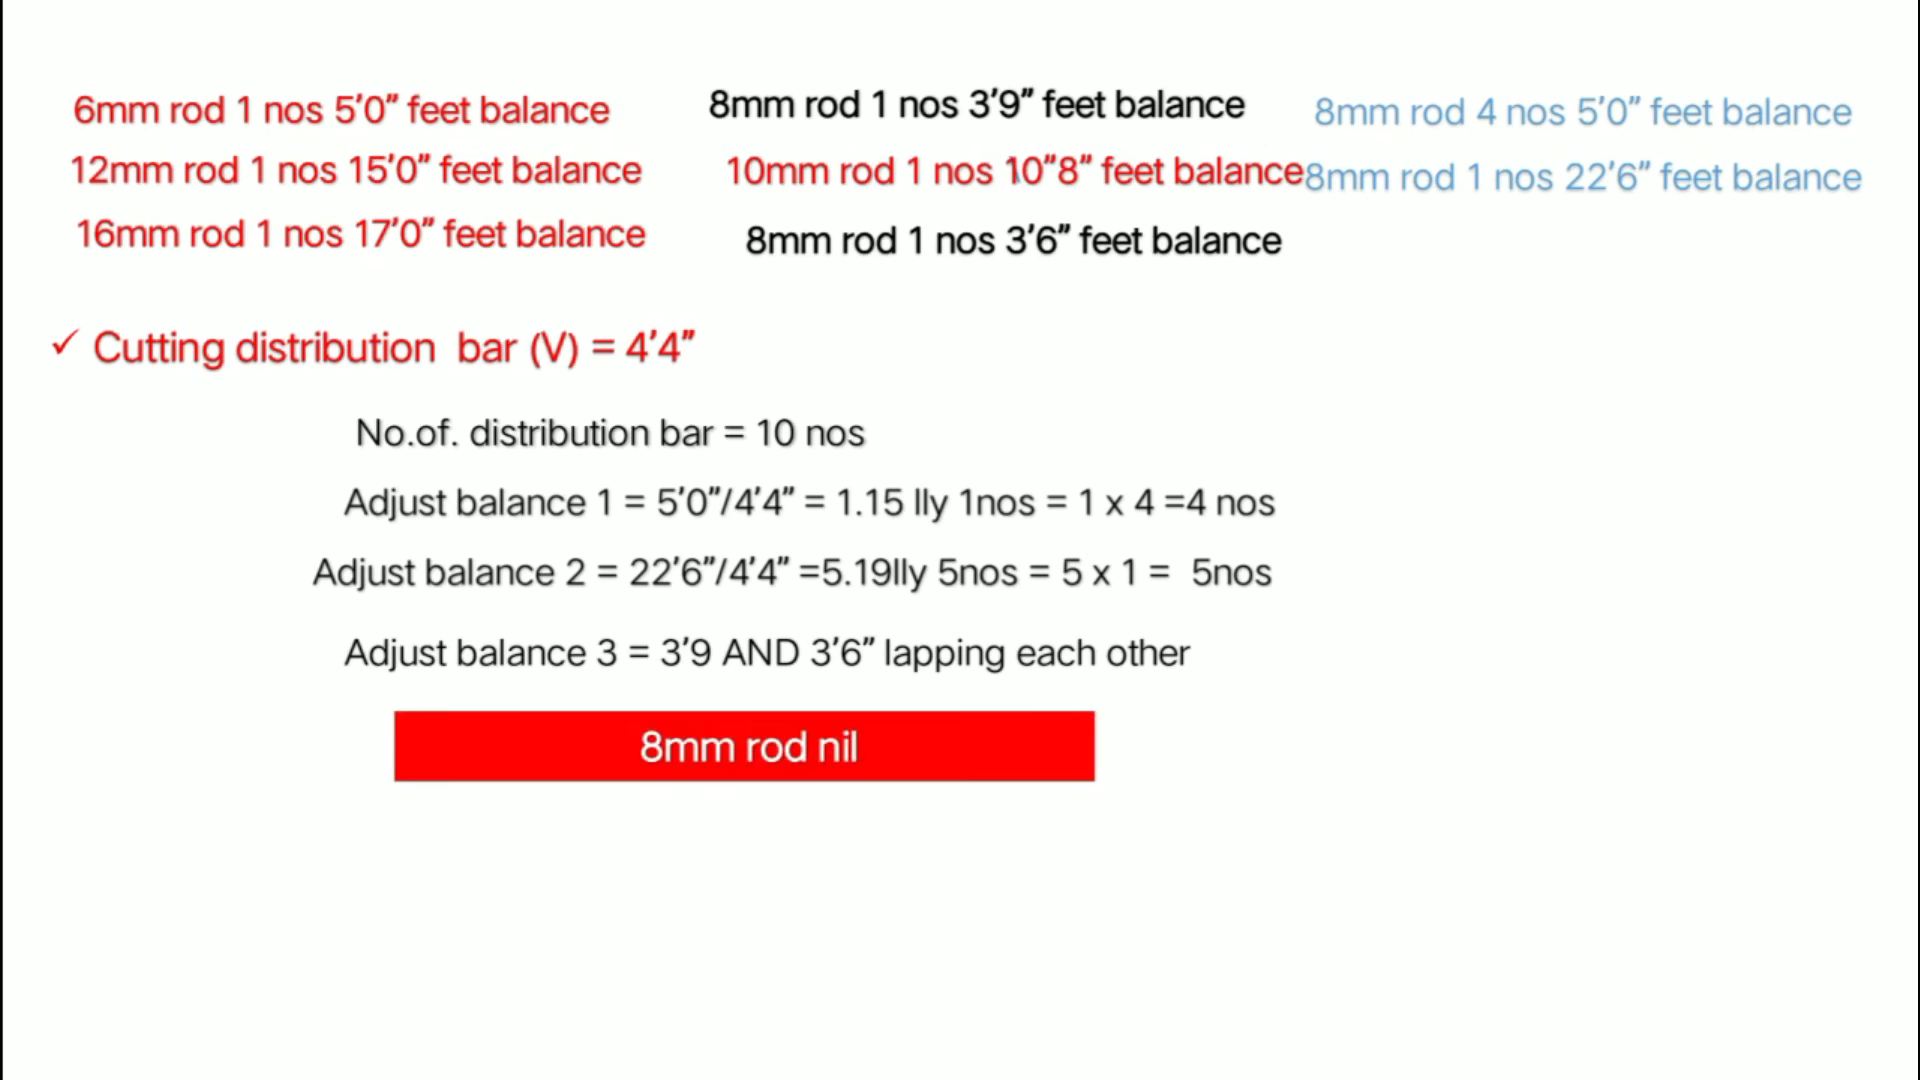 6mm rod 1 nos 5’0” feet balance
12mm rod 1 nos 15’0” feet balance
16mm rod 1 nos 17’0” feet balance
8mm rod 1 nos 3’9” feet balance
10mm rod 1 nos 10”8” feet balance
8mm rod 1 nos 3’6” feet balance
8mm rod 4 nos 5’0” feet balance
8mm rod 1 nos 22’6” feet balance
✓ Cutting distribution bar (V) = 4’4”
No.of. distribution bar = 10 nos
Adjust balance 1 = 5’0”/4’4” = 1.15 lly 1nos = 1 x 4 =4 nos
Adjust balance 2 = 22’6”/4’4” =5.19lly 5nos = 5 x 1 = 5nos
Adjust balance 3 = 3’9 AND 3’6” lapping each other
8mm rod nil